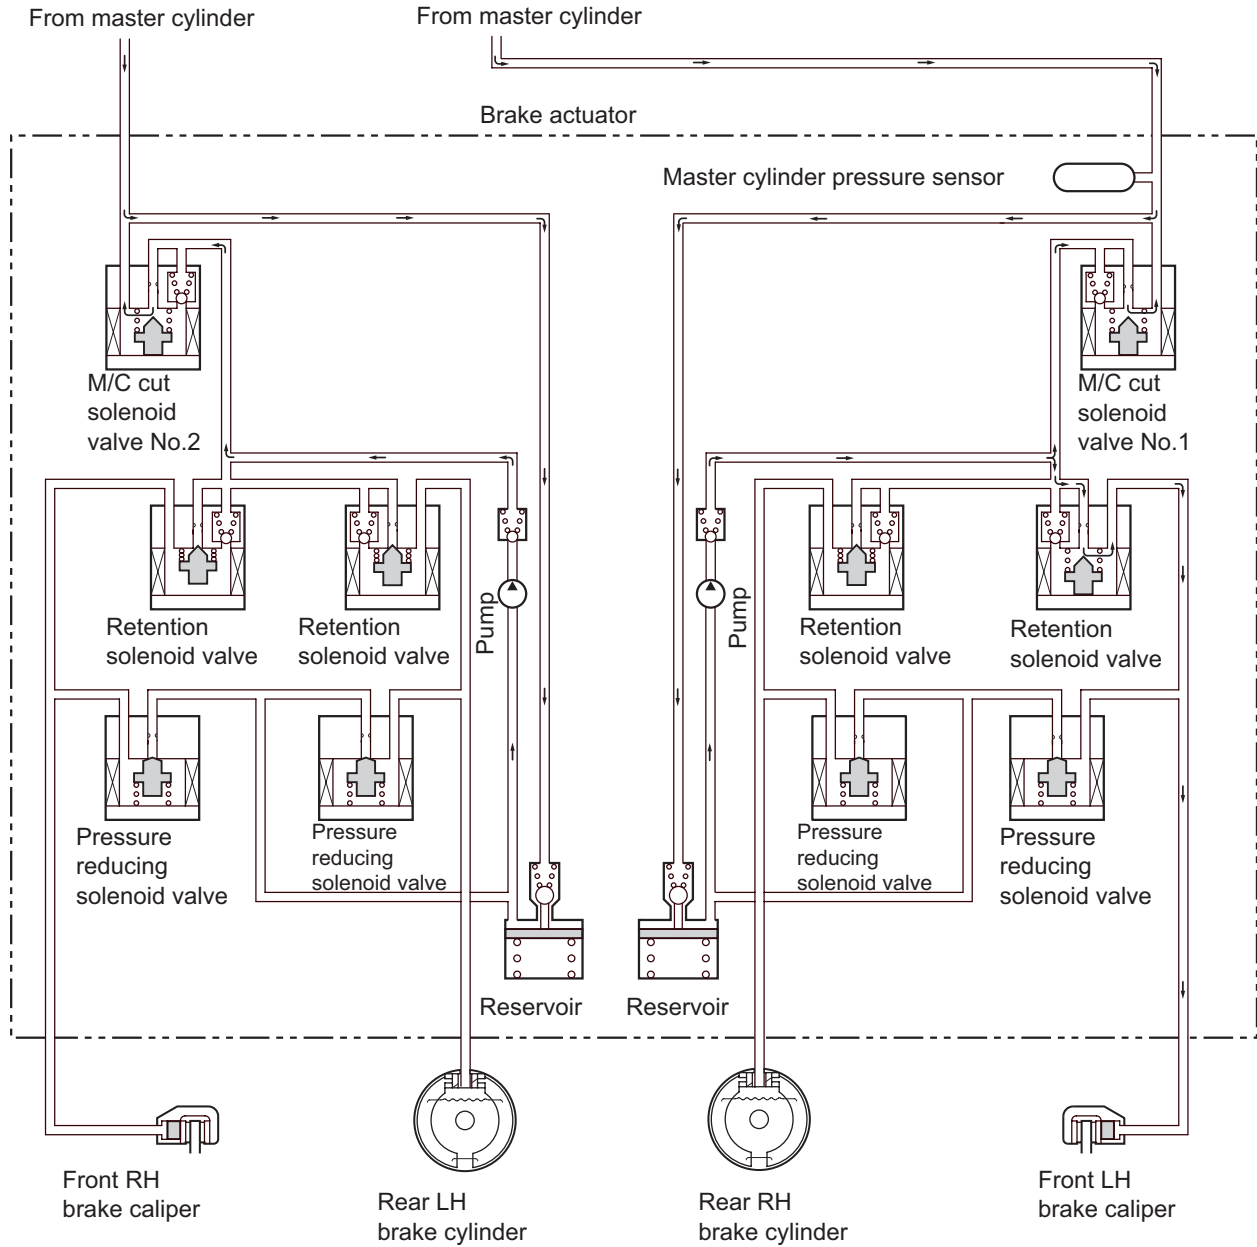 From master cylinder
From master cylinder
Brake actuator
Master cylinder pressure sensor
M/C cut
solenoid
valve No.2
M/C cut
solenoid
valve No.1
Retention
solenoid valve
Retention
solenoid valve
Pump
Pump
Retention
solenoid valve
Retention
solenoid valve
Pressure
reducing
solenoid valve
Pressure
reducing
solenoid valve
Pressure
reducing
solenoid valve
Pressure
reducing
solenoid valve
Reservoir
Reservoir
Front RH
brake caliper
Rear LH
brake cylinder
Rear RH
brake cylinder
Front LH
brake caliper